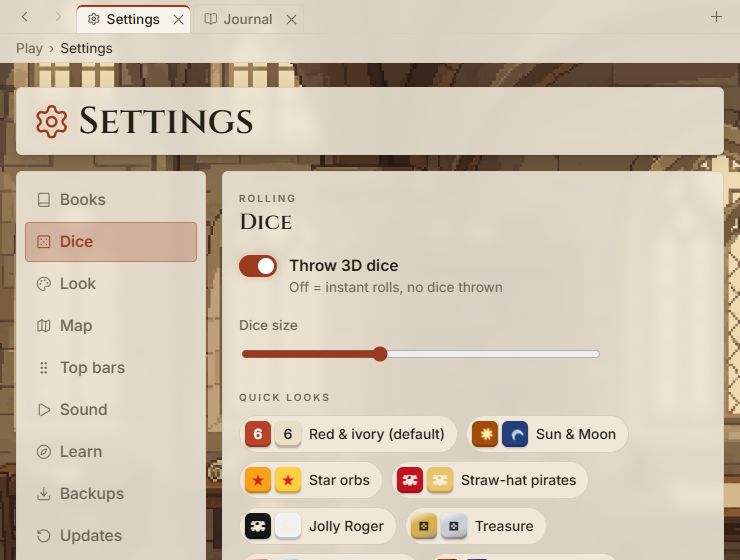 Settings
Journal
Play › Settings
Settings
Books
Dice
Look
Map
Top bars
Sound
Learn
Backups
Updates
ROLLING
Dice
Throw 3D dice
Off = instant rolls, no dice thrown
Dice size
QUICK LOOKS
6 6 Red & ivory (default)
Sun & Moon
Star orbs
Straw-hat pirates
Jolly Roger
Treasure